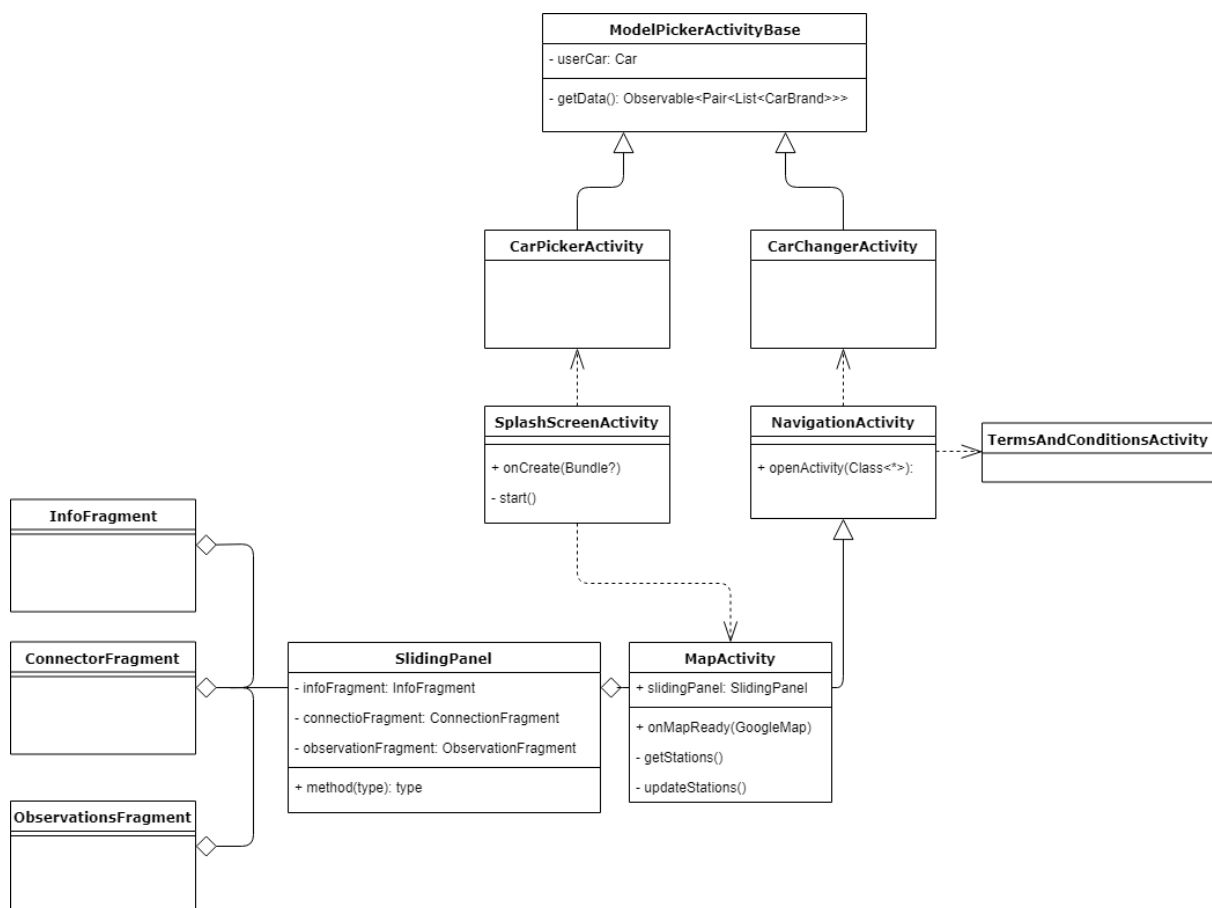 ModelPickerActivityBase
- userCar: Car
- getData(): Observable<Pair<List<CarBrand>>>
CarPickerActivity
CarChangerActivity
SplashScreenActivity
+ onCreate(Bundle?)
- start()
NavigationActivity
+ openActivity(Class<*>):
TermsAndConditionsActivity
InfoFragment
ConnectorFragment
ObservationsFragment
SlidingPanel
- infoFragment: InfoFragment
- connectioFragment: ConnectionFragment
- observationFragment: ObservationFragment
+ method(type): type
MapActivity
+ slidingPanel: SlidingPanel
+ onMapReady(GoogleMap)
- getStations()
- updateStations()